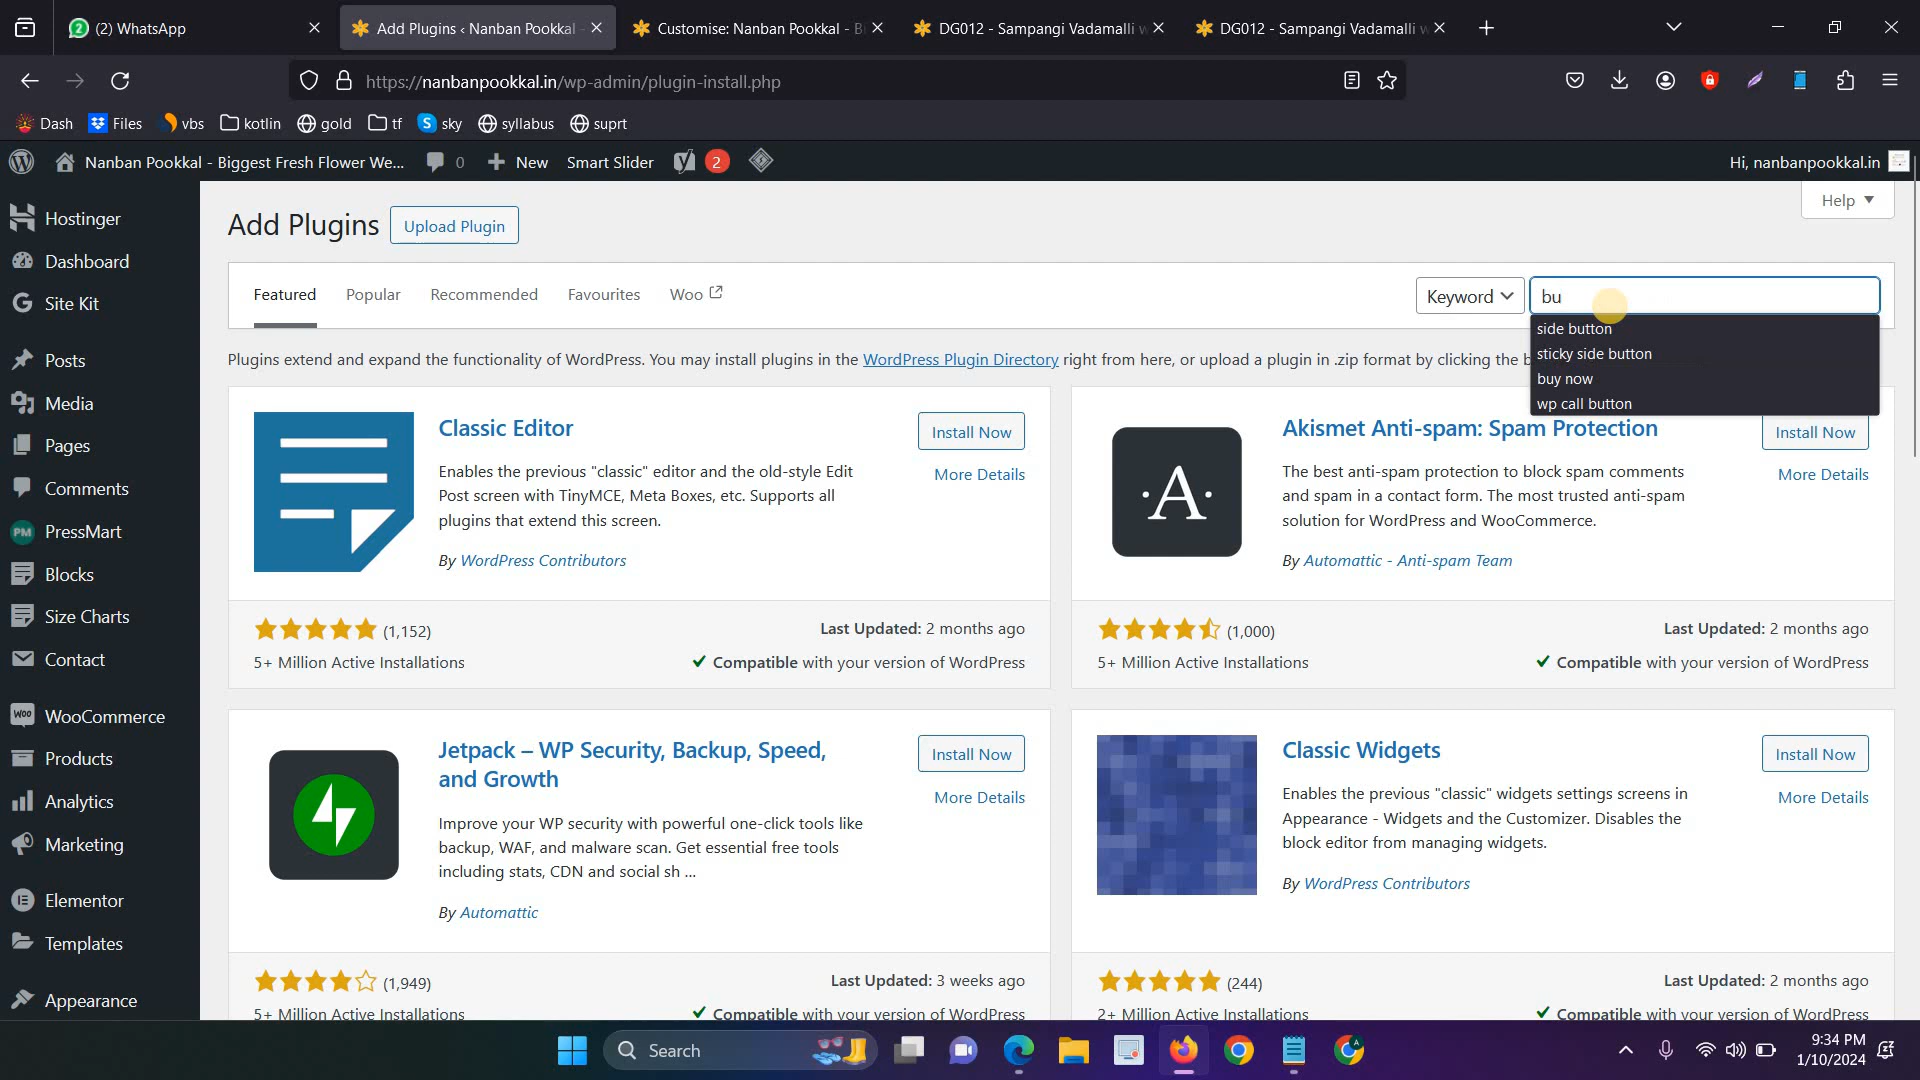 (2) WhatsApp
Add Plugins ‹ Nanban Pookkal -
Customise: Nanban Pookkal - Bi
DG012 - Sampangi Vadamalli w
DG012 - Sampangi Vadamalli w
https://nanbanpookkal.in/wp-admin/plugin-install.php
Dash Files vbs kotlin gold tf sky syllabus suprt
Nanban Pookkal - Biggest Fresh Flower We... 0 New Smart Slider 2 Hi, nanbanpookkal.in
Hostinger
Dashboard
Site Kit
Posts
Media
Pages
Comments
PM PressMart
Blocks
Size Charts
Contact
Woo WooCommerce
Products
Analytics
Marketing
Elementor
Templates
Appearance
Help
Add Plugins Upload Plugin
Featured Popular Recommended Favourites Woo
Keyword bu
side button
sticky side button
buy now
wp call button
Plugins extend and expand the functionality of WordPress. You may install plugins in the WordPress Plugin Directory right from here, or upload a plugin in .zip format by clicking the b
Classic Editor
Install Now
More Details
Enables the previous "classic" editor and the old-style Edit
Post screen with TinyMCE, Meta Boxes, etc. Supports all
plugins that extend this screen.
By WordPress Contributors
(1,152)
Last Updated: 2 months ago
5+ Million Active Installations
Compatible with your version of WordPress
·A·
Akismet Anti-spam: Spam Protection
Install Now
More Details
The best anti-spam protection to block spam comments
and spam in a contact form. The most trusted anti-spam
solution for WordPress and WooCommerce.
By Automattic - Anti-spam Team
(1,000)
Last Updated: 2 months ago
5+ Million Active Installations
Compatible with your version of WordPress
Jetpack – WP Security, Backup, Speed,
and Growth
Install Now
More Details
Improve your WP security with powerful one-click tools like
backup, WAF, and malware scan. Get essential free tools
including stats, CDN and social sh ...
By Automattic
(1,949)
Last Updated: 3 weeks ago
5+ Million Active Installations
Compatible with your version of WordPress
Classic Widgets
Install Now
More Details
Enables the previous "classic" widgets settings screens in
Appearance - Widgets and the Customizer. Disables the
block editor from managing widgets.
By WordPress Contributors
(244)
Last Updated: 2 months ago
2+ Million Active Installations
Compatible with your version of WordPress
Search
9:34 PM
1/10/2024